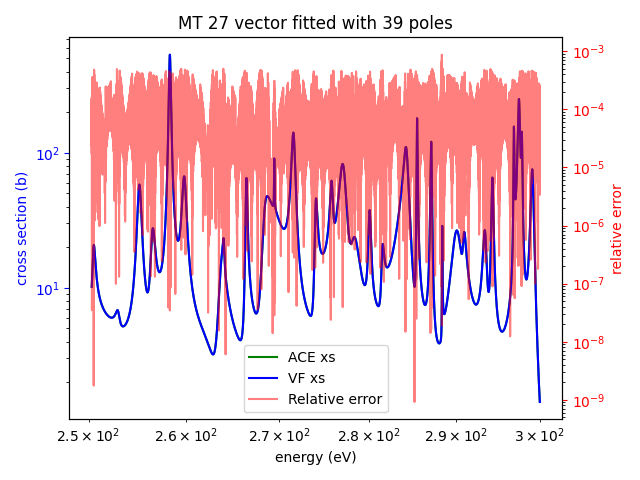 MT 27 vector fitted with 39 poles
cross section (b)
10²
10¹
10⁻³
10⁻⁴
10⁻⁵
10⁻⁶
10⁻⁷
10⁻⁸
10⁻⁹
relative error
ACE xs
VF xs
Relative error
2.5 × 10² 2.6 × 10² 2.7 × 10² 2.8 × 10² 2.9 × 10² 3 × 10²
energy (eV)